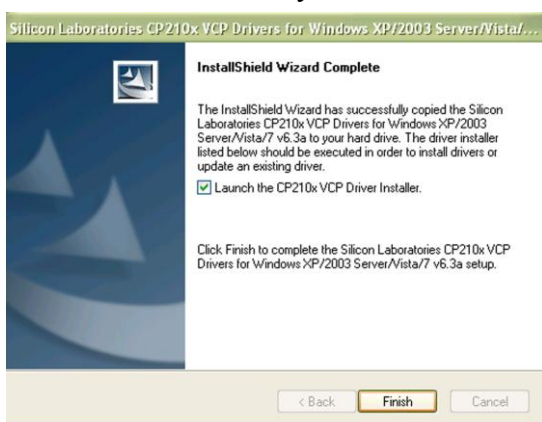 Silicon Laboratories CP210x VCP Drivers for Windows XP/2003 Server/Vista/...
InstallShield Wizard Complete
The InstallShield Wizard has successfully copied the Silicon
Laboratories CP210x VCP Drivers for Windows XP/2003
Server/Vista/7 v6.3a to your hard drive. The driver installer
listed below should be executed in order to install drivers or
update an existing driver.
Launch the CP210x VCP Driver Installer.
Click Finish to complete the Silicon Laboratories CP210x VCP
Drivers for Windows XP/2003 Server/Vista/7 v6.3a setup.
< Back Finish Cancel